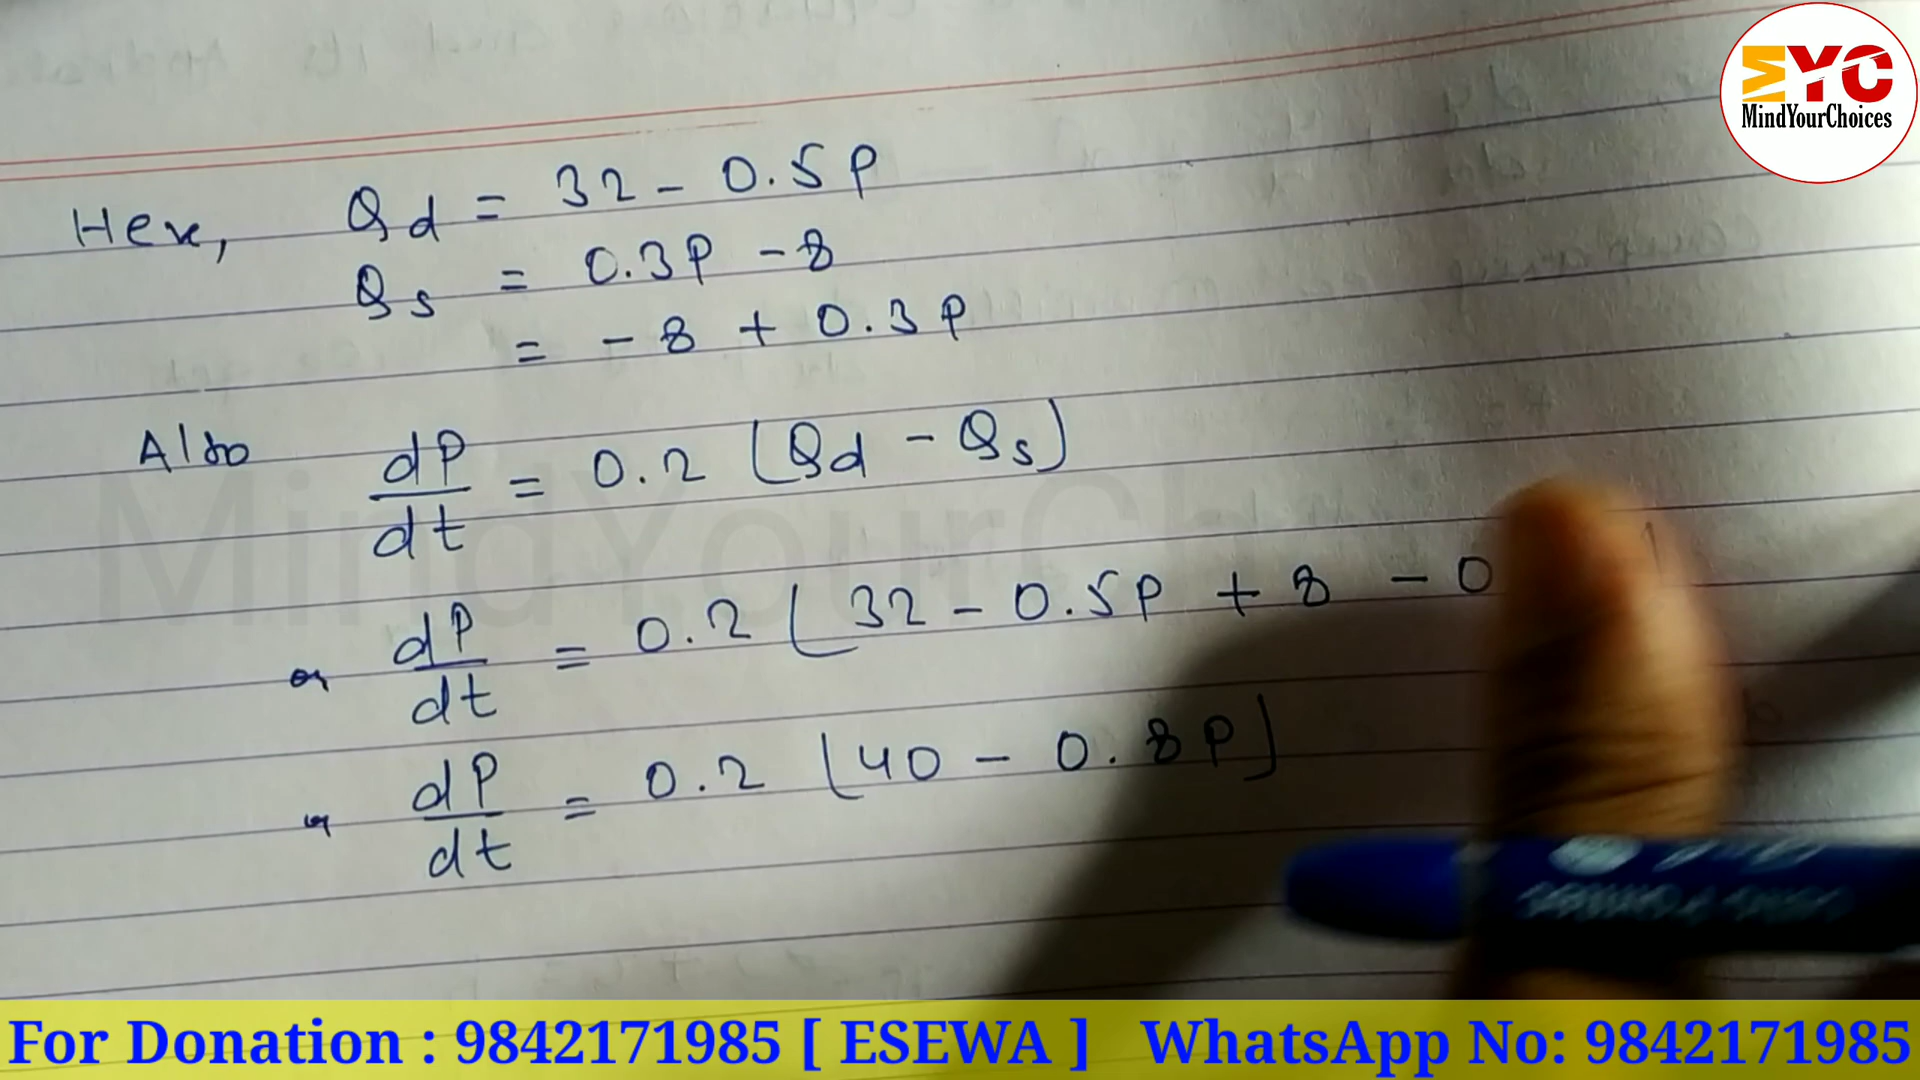 MYC
MindYourChoices
Here, Qd = 32 - 0.5P
Qs = 0.3P - 8
= - 8 + 0.3P
Also dP/dt = 0.2 (Qd - Qs)
or dP/dt = 0.2 (32 - 0.5P + 8 - 0
or dP/dt = 0.2 (40 - 0.8P)
For Donation : 9842171985 [ ESEWA ] WhatsApp No: 9842171985